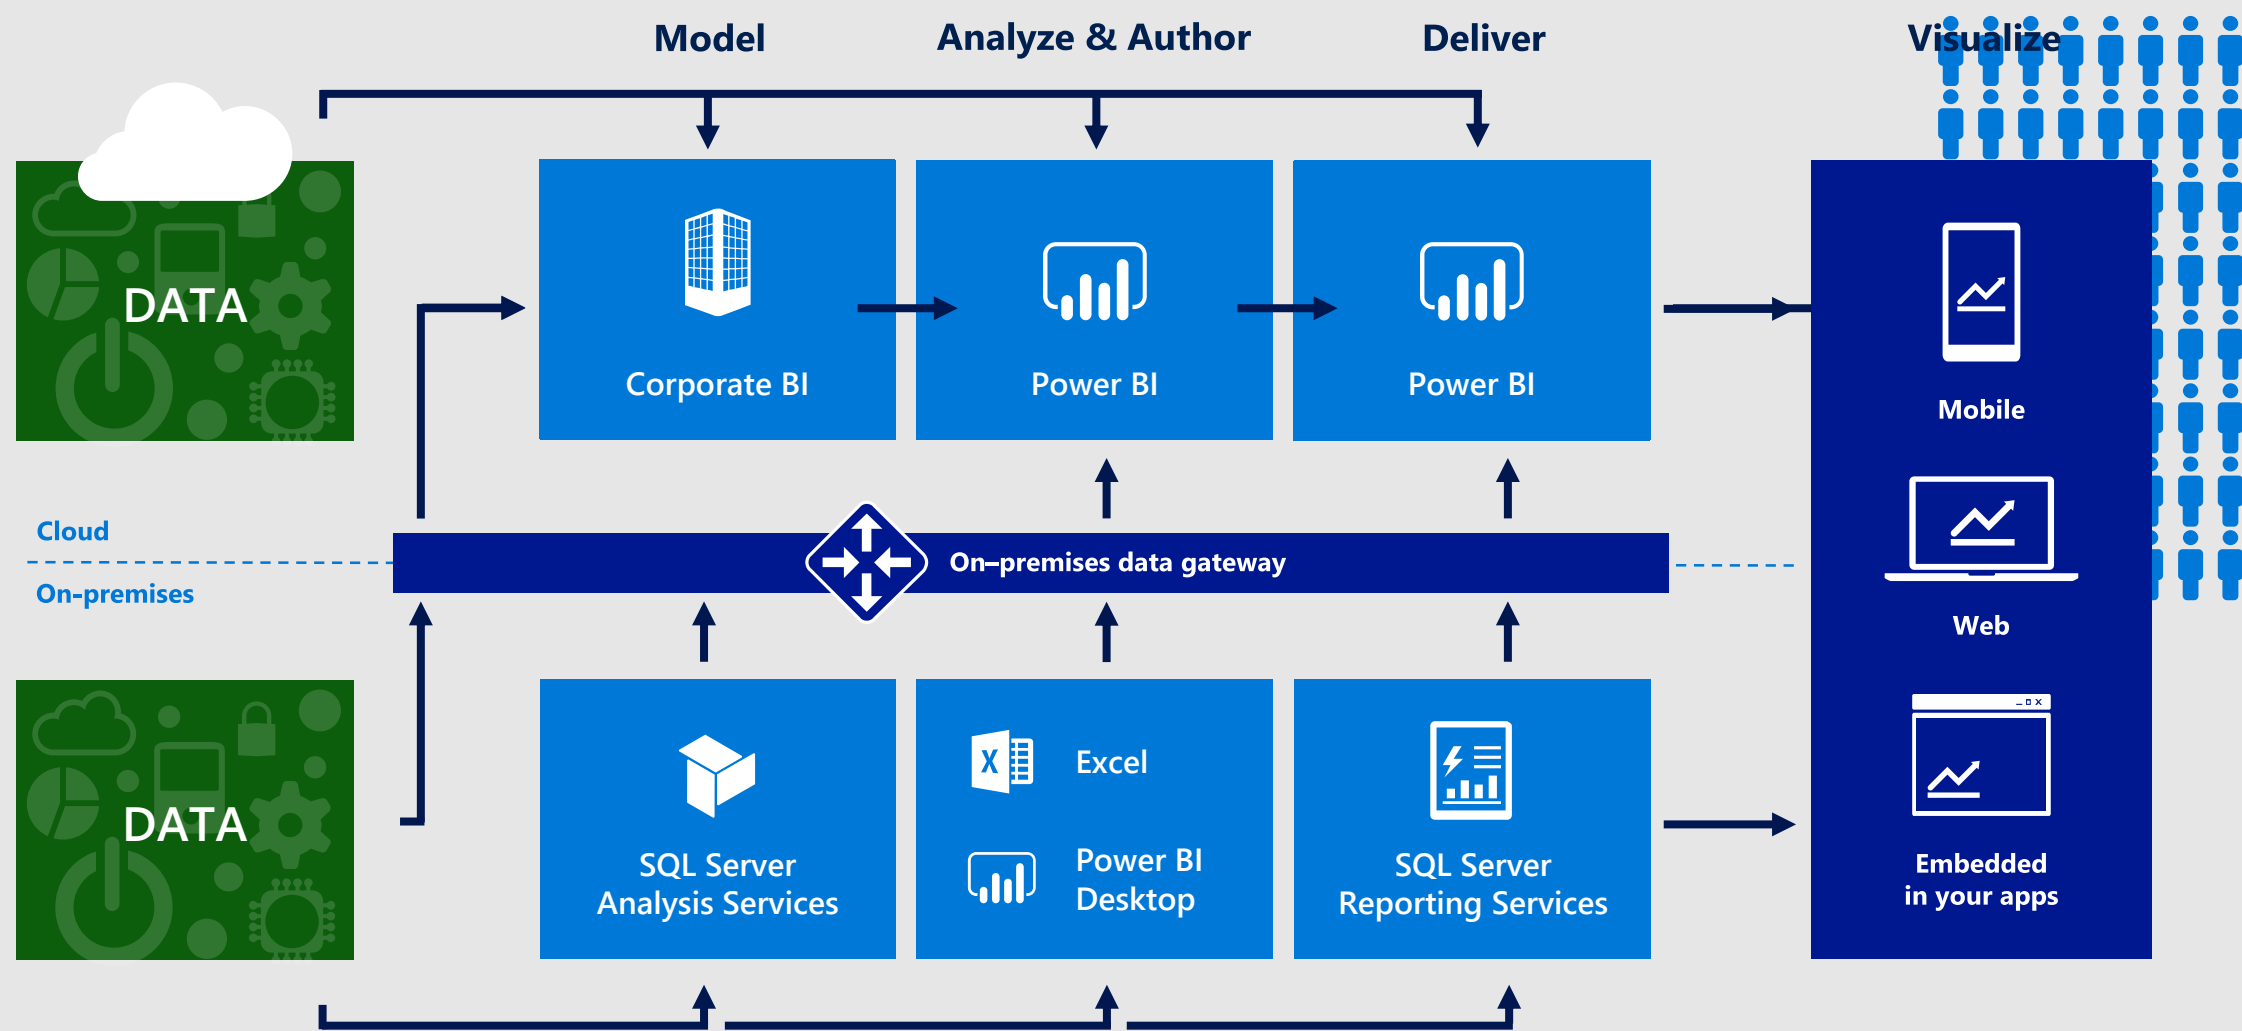 Model
Analyze & Author
Deliver
Visualize
DATA
Corporate BI
Power BI
Power BI
Mobile
Cloud
On-premises
On–premises data gateway
Web
DATA
SQL Server
Analysis Services
X
Excel
Power BI
Desktop
SQL Server
Reporting Services
Embedded
in your apps